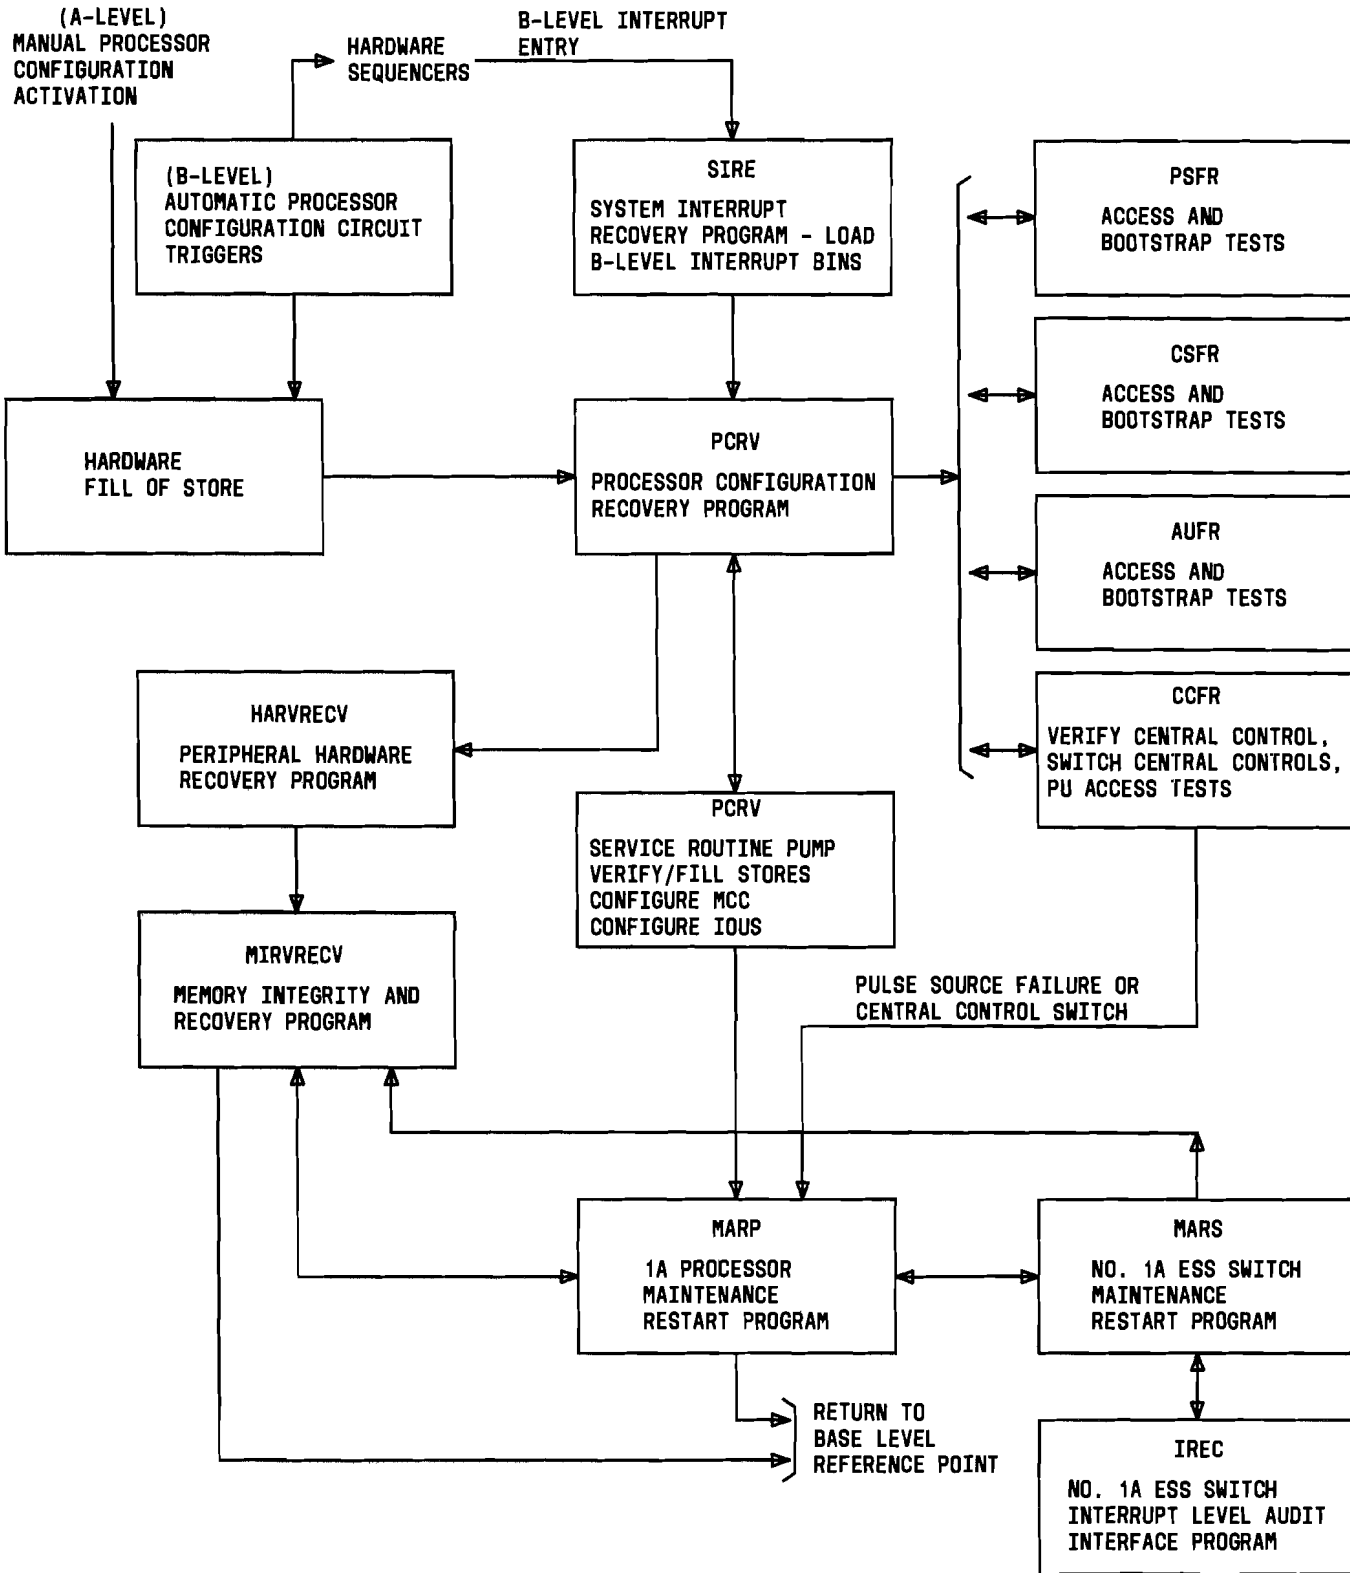 (A-LEVEL)
MANUAL PROCESSOR
CONFIGURATION
ACTIVATION
HARDWARE
SEQUENCERS
B-LEVEL INTERRUPT
ENTRY
(B-LEVEL)
AUTOMATIC PROCESSOR
CONFIGURATION CIRCUIT
TRIGGERS
SIRE
SYSTEM INTERRUPT
RECOVERY PROGRAM - LOAD
B-LEVEL INTERRUPT BINS
PSFR
ACCESS AND
BOOTSTRAP TESTS
CSFR
ACCESS AND
BOOTSTRAP TESTS
HARDWARE
FILL OF STORE
PCRV
PROCESSOR CONFIGURATION
RECOVERY PROGRAM
AUFR
ACCESS AND
BOOTSTRAP TESTS
HARVRECV
PERIPHERAL HARDWARE
RECOVERY PROGRAM
CCFR
VERIFY CENTRAL CONTROL,
SWITCH CENTRAL CONTROLS,
PU ACCESS TESTS
PCRV
SERVICE ROUTINE PUMP
VERIFY/FILL STORES
CONFIGURE MCC
CONFIGURE IOUS
MIRVRECV
MEMORY INTEGRITY AND
RECOVERY PROGRAM
PULSE SOURCE FAILURE OR
CENTRAL CONTROL SWITCH
MARP
1A PROCESSOR
MAINTENANCE
RESTART PROGRAM
MARS
NO. 1A ESS SWITCH
MAINTENANCE
RESTART PROGRAM
RETURN TO
BASE LEVEL
REFERENCE POINT
IREC
NO. 1A ESS SWITCH
INTERRUPT LEVEL AUDIT
INTERFACE PROGRAM